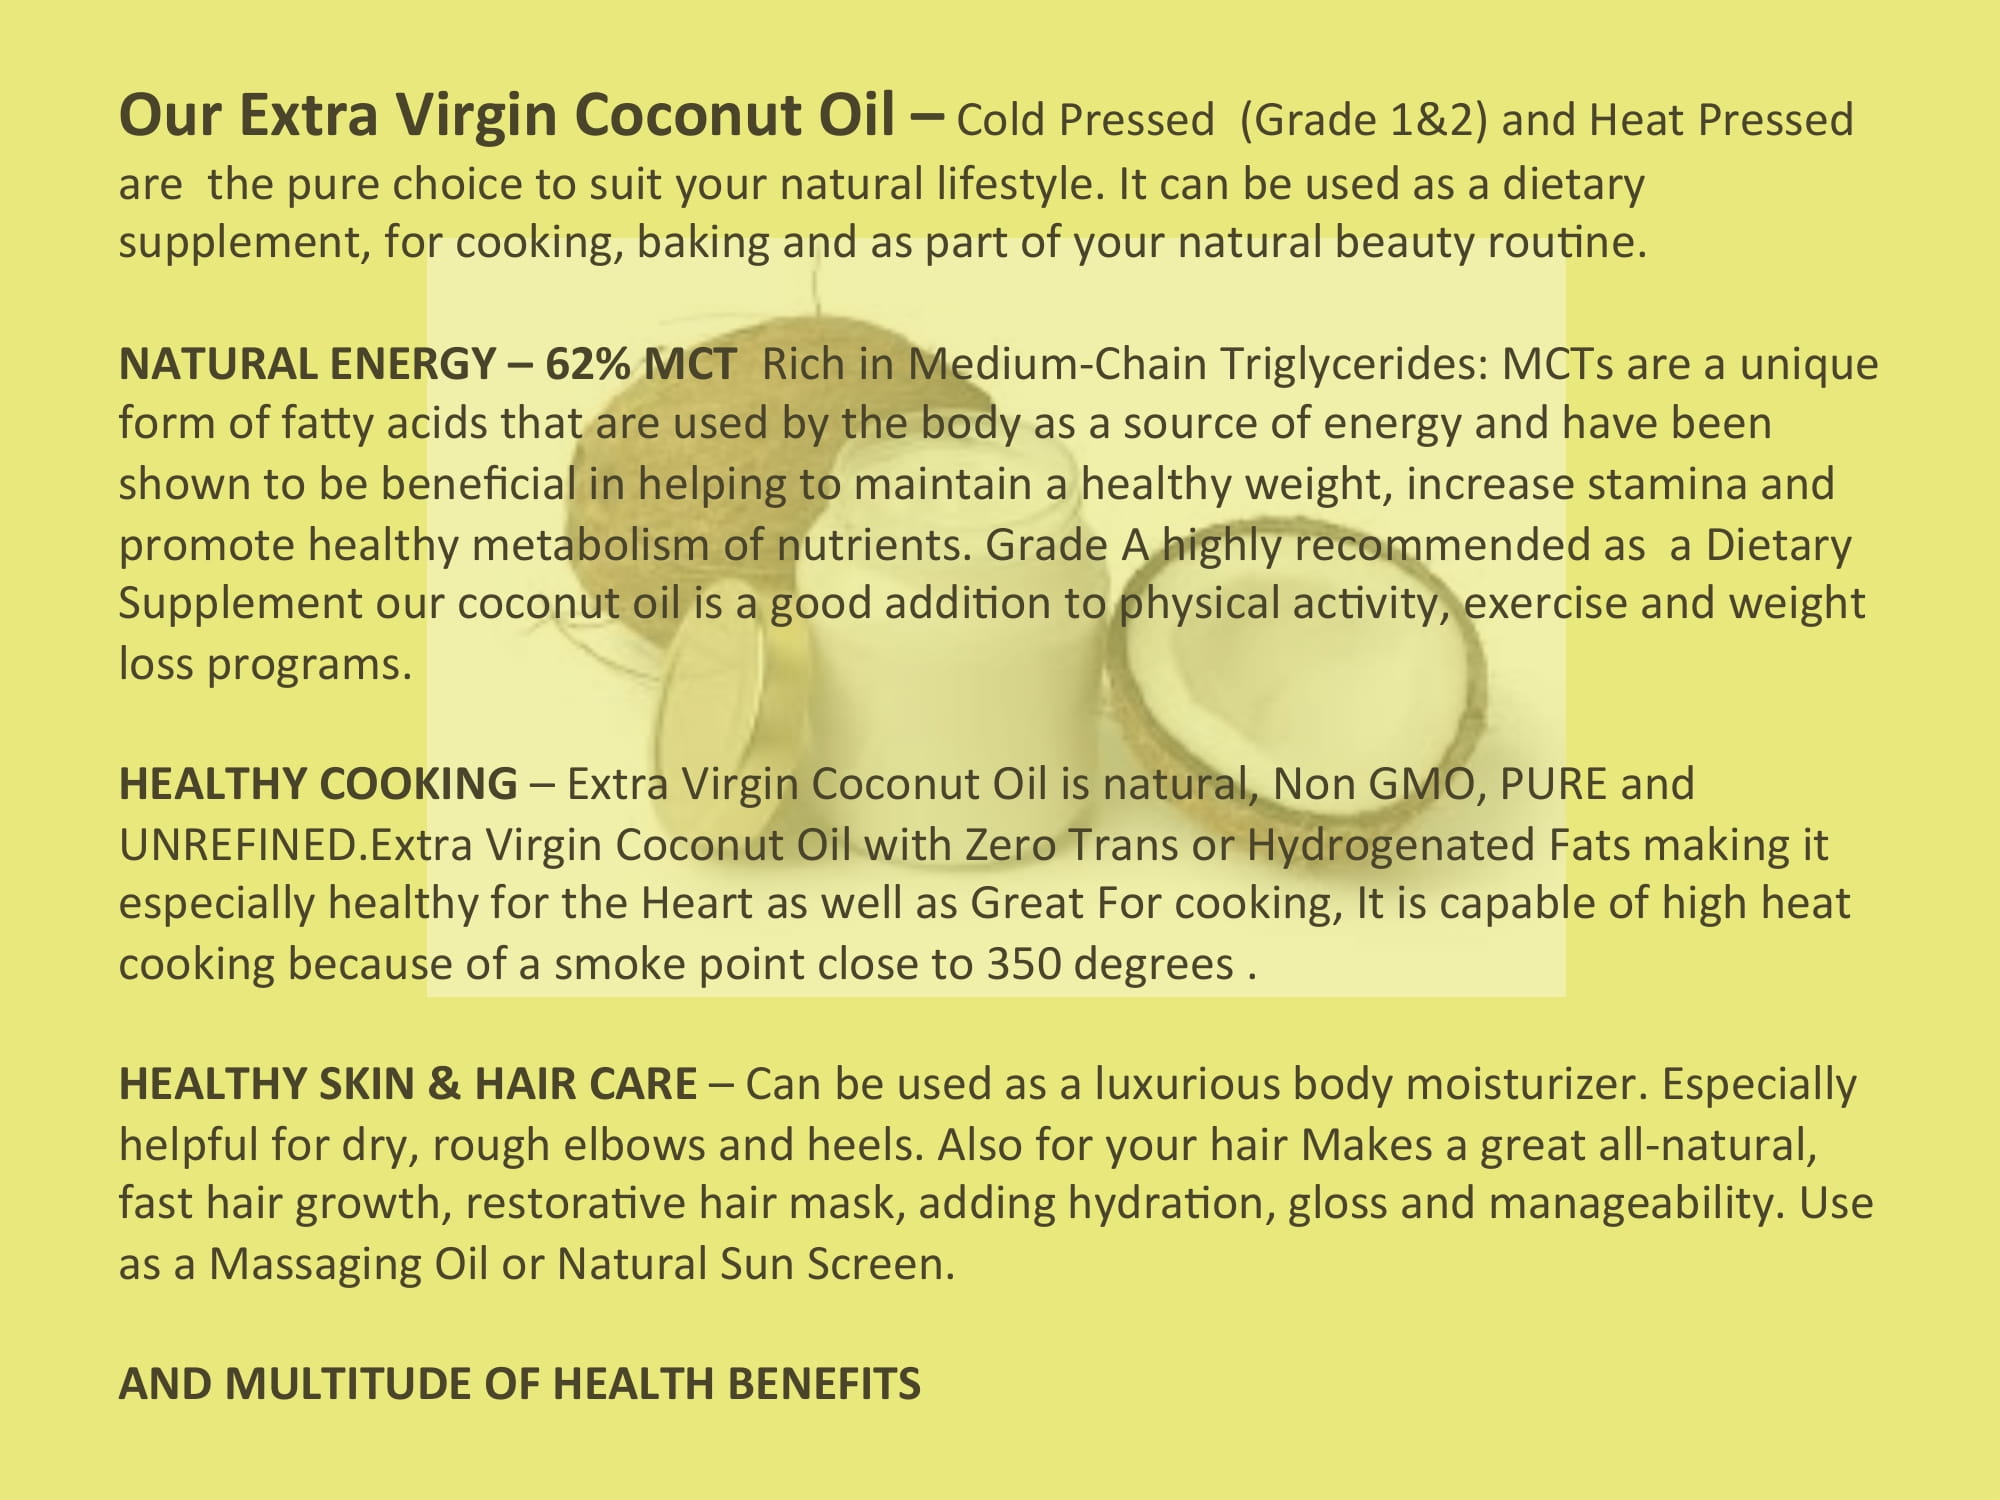 Our Extra Virgin Coconut Oil – Cold Pressed  (Grade 1&2) and Heat Pressed
are  the pure choice to suit your natural lifestyle. It can be used as a dietary
supplement, for cooking, baking and as part of your natural beauty routine.
NATURAL ENERGY – 62% MCT  Rich in Medium-Chain Triglycerides: MCTs are a unique
form of fatty acids that are used by the body as a source of energy and have been
shown to be beneficial in helping to maintain a healthy weight, increase stamina and
promote healthy metabolism of nutrients. Grade A highly recommended as  a Dietary
Supplement our coconut oil is a good addition to physical activity, exercise and weight
loss programs.
HEALTHY COOKING – Extra Virgin Coconut Oil is natural, Non GMO, PURE and
UNREFINED.Extra Virgin Coconut Oil with Zero Trans or Hydrogenated Fats making it
especially healthy for the Heart as well as Great For cooking, It is capable of high heat
cooking because of a smoke point close to 350 degrees .
HEALTHY SKIN & HAIR CARE – Can be used as a luxurious body moisturizer. Especially
helpful for dry, rough elbows and heels. Also for your hair Makes a great all-natural,
fast hair growth, restorative hair mask, adding hydration, gloss and manageability. Use
as a Massaging Oil or Natural Sun Screen.
AND MULTITUDE OF HEALTH BENEFITS